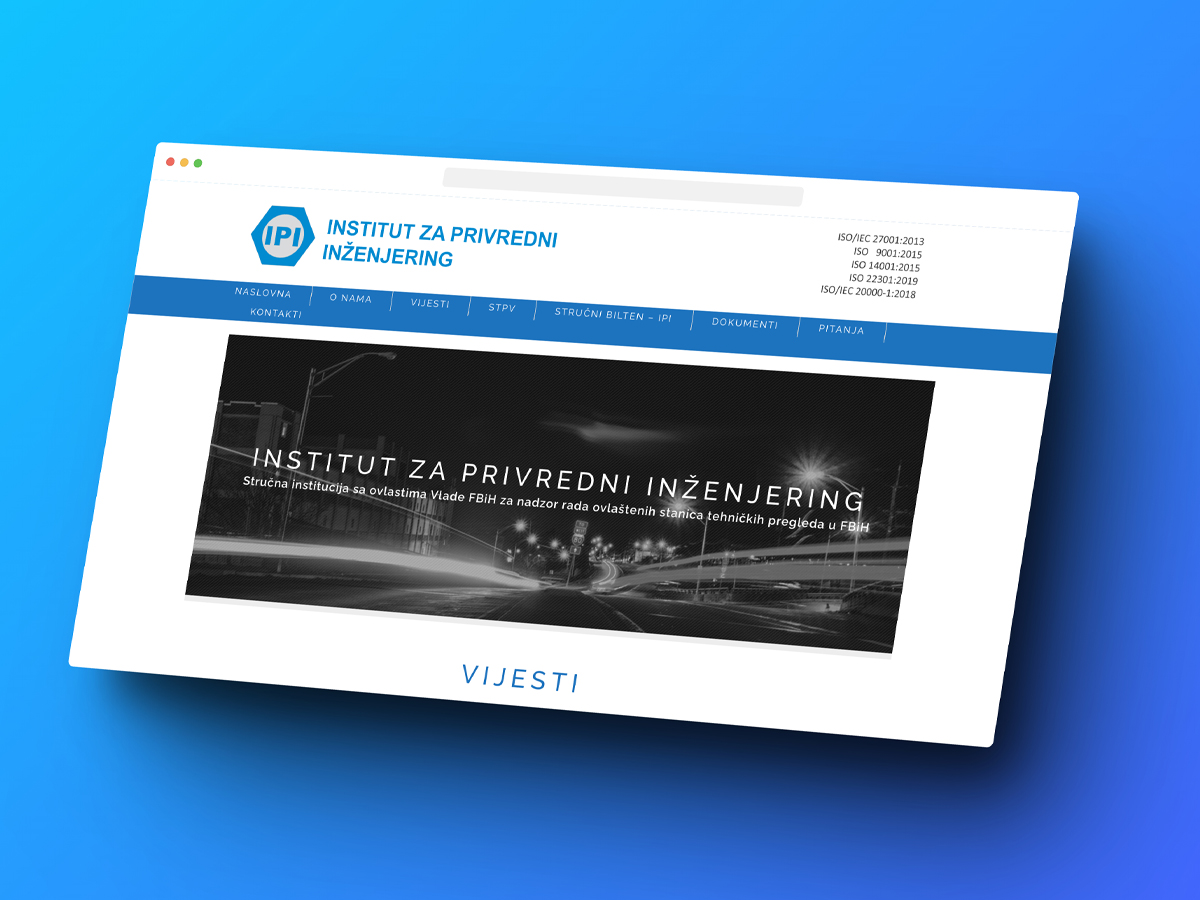 IPI
INSTITUT ZA PRIVREDNI
INŽENJERING
ISO/IEC 27001:2013
ISO 9001:2015
ISO 14001:2015
ISO 22301:2019
ISO/IEC 20000-1:2018
NASLOVNA
O NAMA
VIJESTI
STPV
STRUČNI BILTEN – IPI
DOKUMENTI
PITANJA
KONTAKTI
INSTITUT ZA PRIVREDNI INŽENJERING
Stručna institucija sa ovlastima Vlade FBiH za nadzor rada ovlaštenih stanica tehničkih pregleda u FBiH
VIJESTI